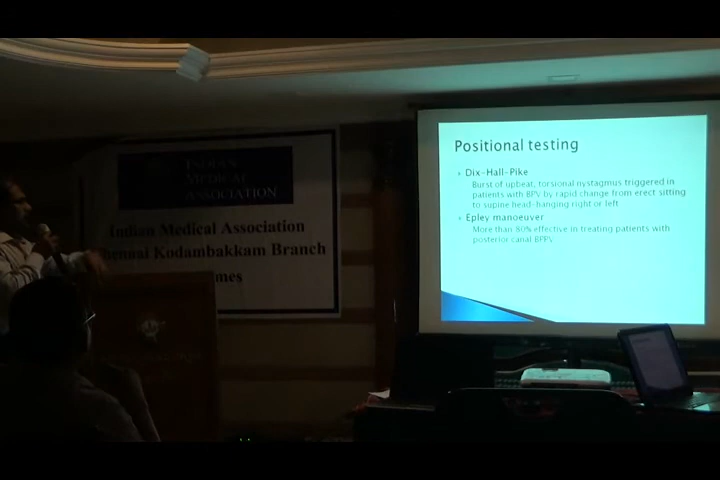 INDIAN
MEDICAL
ASSOCIATION
Indian Medical Association
Chennai Kodambakkam Branch
Positional testing
Dix-Hall-Pike
Burst of upbeat, torsional nystagmus triggered in
patients with BPV by rapid change from erect sitting
to supine head-hanging right or left
Epley manoeuver
More than 80% effective in treating patients with
posterior canal BPPV